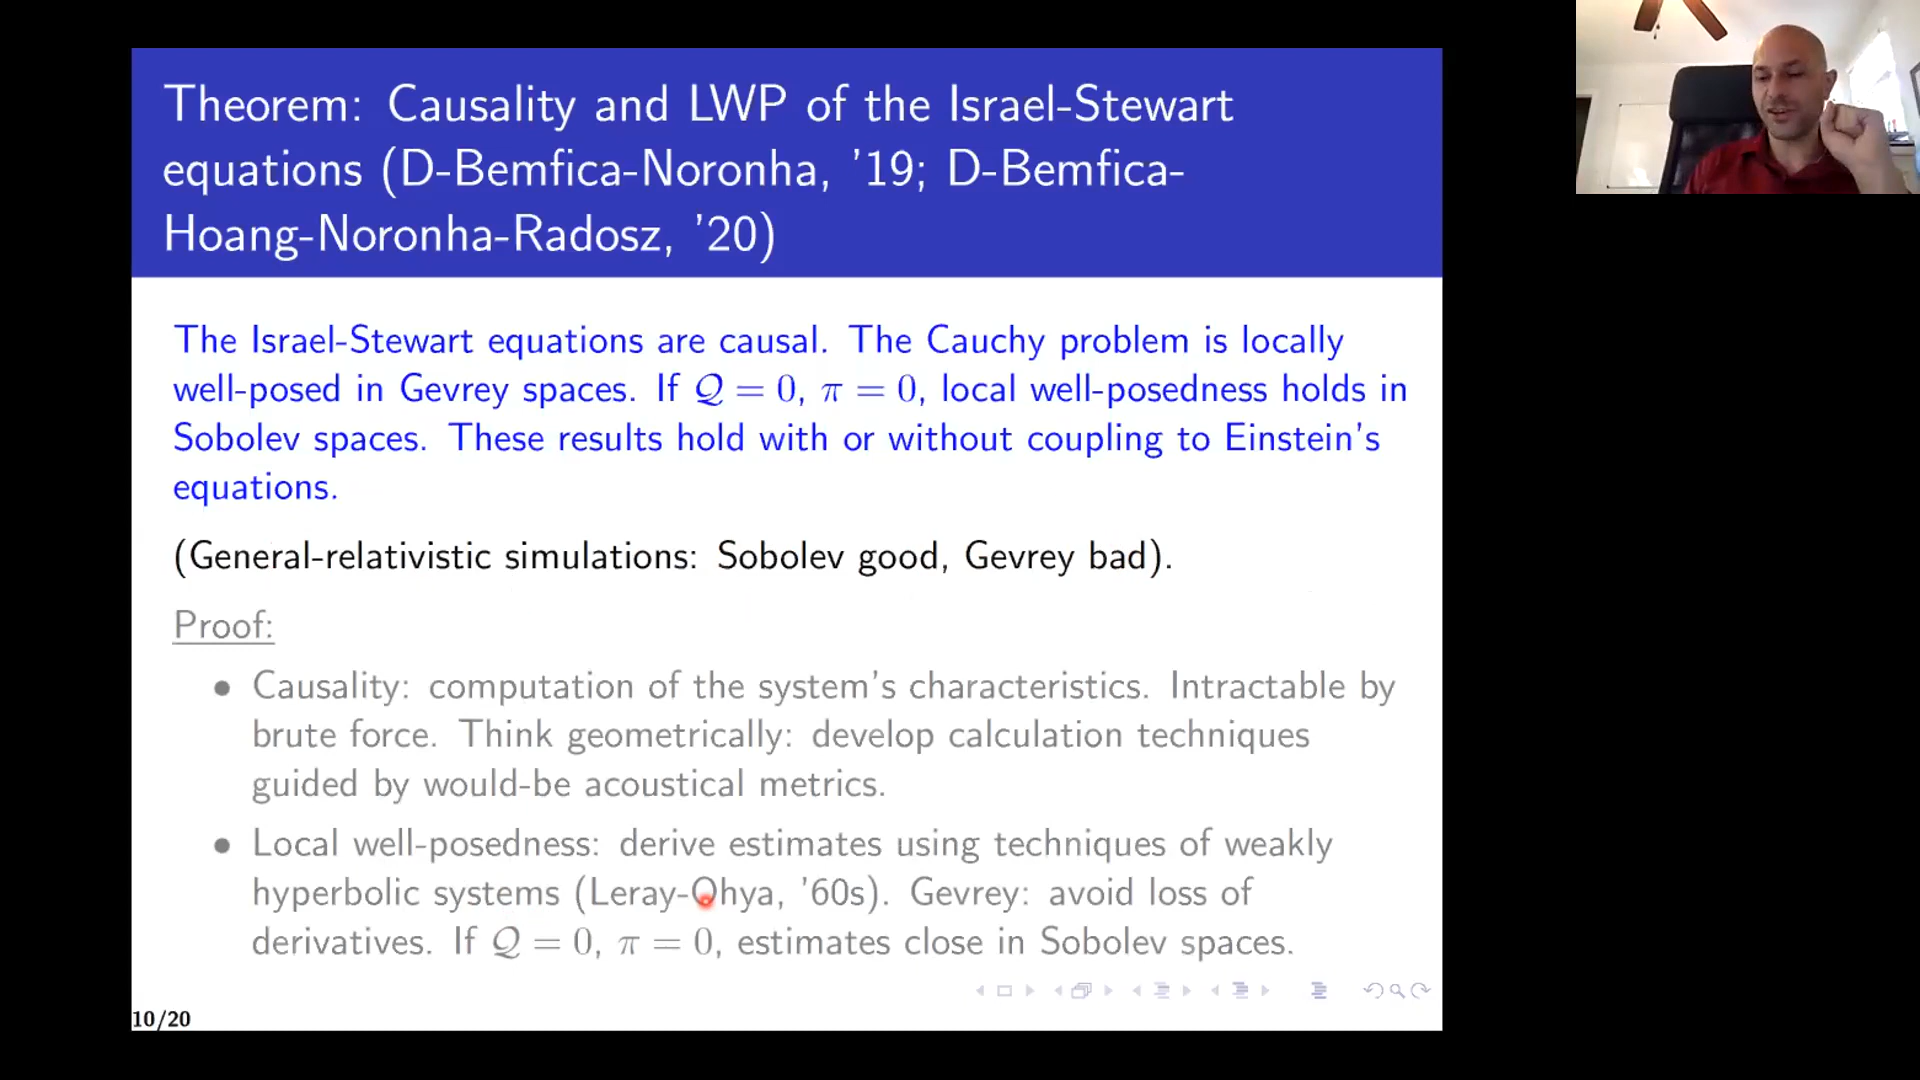 Theorem: Causality and LWP of the Israel-Stewart
equations (D-Bemfica-Noronha, ’19; D-Bemfica-
Hoang-Noronha-Radosz, ’20)
The Israel-Stewart equations are causal. The Cauchy problem is locally
well-posed in Gevrey spaces. If 𝒬 = 0, π = 0, local well-posedness holds in
Sobolev spaces. These results hold with or without coupling to Einstein’s
equations.
(General-relativistic simulations: Sobolev good, Gevrey bad).
Proof:
• Causality: computation of the system’s characteristics. Intractable by
brute force. Think geometrically: develop calculation techniques
guided by would-be acoustical metrics.
• Local well-posedness: derive estimates using techniques of weakly
hyperbolic systems (Leray-Ohya, ’60s). Gevrey: avoid loss of
derivatives. If 𝒬 = 0, π = 0, estimates close in Sobolev spaces.
10/20